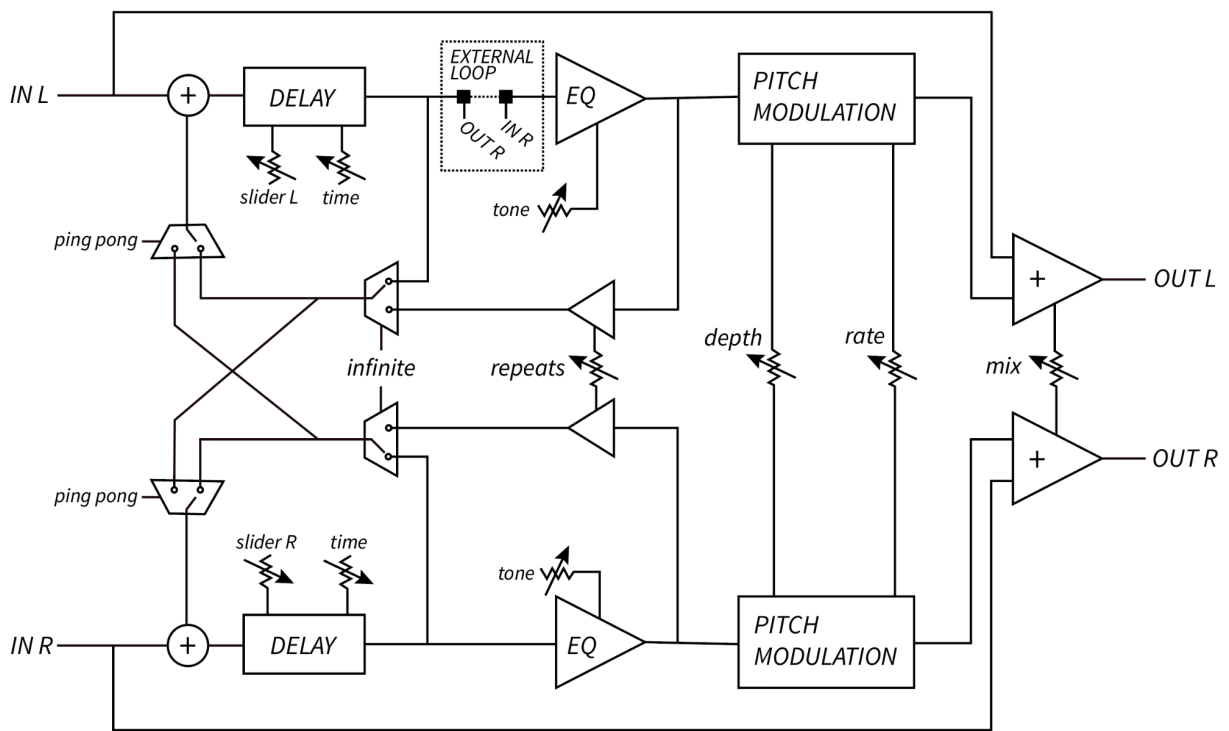 IN L
+
DELAY
EXTERNAL
LOOP
OUT R
IN R
EQ
PITCH
MODULATION
slider L
time
tone
ping pong
+
OUT L
infinite
repeats
depth
rate
mix
+
OUT R
ping pong
slider R
time
tone
IN R
+
DELAY
EQ
PITCH
MODULATION